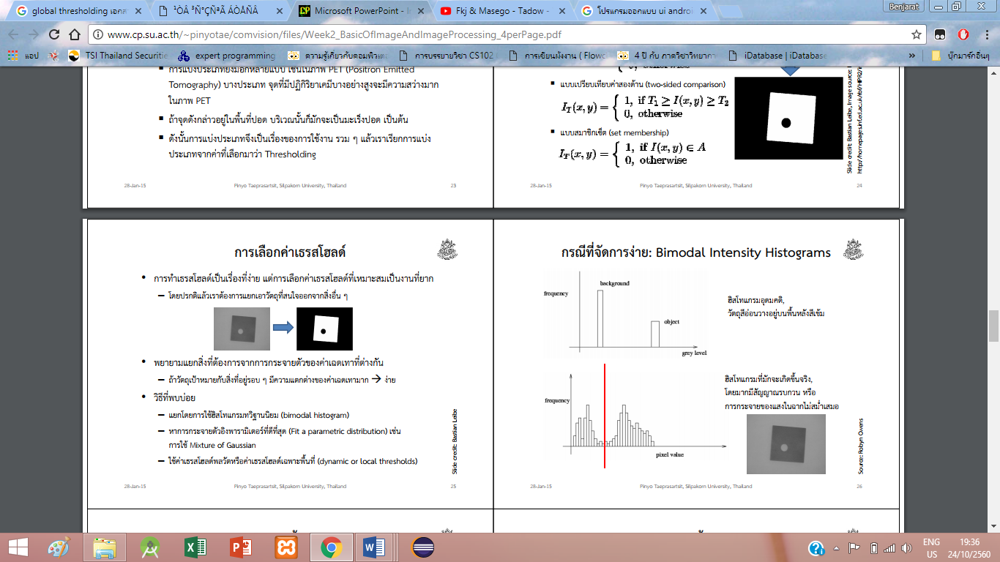 global thresholding เอกส
¹ÒÂ ³Ñ°ÇÑªÃ ÁÒÅÑÂ
Microsoft PowerPoint - I
Fkj & Masego - Tadow -
โปรแกรมออกแบบ ui androi
Benjarat
www.cp.su.ac.th/~pinyotae/comvision/files/Week2_BasicOfImageAndImageProcessing_4perPage.pdf
แอป
TSI Thailand Securitie
expert programming
ความรู้เกี่ยวกับคอมพิวเต
การบรรยายวิชา CS102
การเขียนผังงาน ( Flowc
4 ปี กับ ภาควิชาวิทยากา
iDatabase | iDatabase
»
บุ๊กมาร์กอื่นๆ
การแบ่งประเภทยังมีอีกหลายแบบ เช่นในภาพ PET (Positron Emitted
Tomography) บางประเภท จุดที่มีปฏิกิริยาเคมีบางอย่างสูงจะมีความสว่างมาก
ในภาพ PET
ถ้าจุดดังกล่าวอยู่ในพื้นที่ปอด บริเวณนั้นก็มักจะเป็นมะเร็งปอด เป็นต้น
ดังนั้นการแบ่งประเภทจึงเป็นเรื่องของการใช้งาน รวม ๆ แล้วเราเรียกการแบ่ง
ประเภทจากค่าที่เลือกมาว่า Thresholding
28-Jan-15 Pinyo Taeprasartsit, Silpakorn University, Thailand 23
0, otherwise
แบบเปรียบเทียบค่าสองด้าน (two-sided comparison)
I_T(x, y) = { 1, if T₁ ≥ I(x, y) ≥ T₂
0, otherwise
แบบสมาชิกเซ็ต (set membership)
I_T(x, y) = { 1, if I(x, y) ∈ A
0, otherwise
Slide credit: Bastian Leibe, Image source:
http://homepages.inf.ed.ac.uk/rbf/HIPR2/
28-Jan-15 Pinyo Taeprasartsit, Silpakorn University, Thailand 24
การเลือกค่าเธรสโฮลด์
• การทำเธรสโฮลด์เป็นเรื่องที่ง่าย แต่การเลือกค่าเธรสโฮลด์ที่เหมาะสมเป็นงานที่ยาก
– โดยปรกติแล้วเราต้องการแยกเอาวัตถุที่สนใจออกจากสิ่งอื่น ๆ
• พยายามแยกสิ่งที่ต้องการจากการกระจายตัวของค่าเฉดเทาที่ต่างกัน
– ถ้าวัตถุเป้าหมายกับสิ่งที่อยู่รอบ ๆ มีความแตกต่างของค่าเฉดเทามาก → ง่าย
• วิธีที่พบบ่อย
– แยกโดยการใช้ฮิสโทแกรมทวิฐานนิยม (bimodal histogram)
– หาการกระจายตัวอิงพารามิเตอร์ที่ดีที่สุด (Fit a parametric distribution) เช่น
การใช้ Mixture of Gaussian
– ใช้ค่าเธรสโฮลด์พลวัตหรือค่าเธรสโฮลด์เฉพาะพื้นที่ (dynamic or local thresholds)
Slide credit: Bastian Leibe
28-Jan-15 Pinyo Taeprasartsit, Silpakorn University, Thailand 25
กรณีที่จัดการง่าย: Bimodal Intensity Histograms
background
frequency
object
grey level
ฮิสโทแกรมอุดมคติ,
วัตถุสีอ่อนวางอยู่บนพื้นหลังสีเข้ม
frequency
pixel value
ฮิสโทแกรมที่มักจะเกิดขึ้นจริง,
โดยมากมีสัญญาณรบกวน หรือ
การกระจายของแสงในฉากไม่สม่ำเสมอ
Source: Robyn Owens
28-Jan-15 Pinyo Taeprasartsit, Silpakorn University, Thailand 26
ENG
US
19:36
24/10/2560